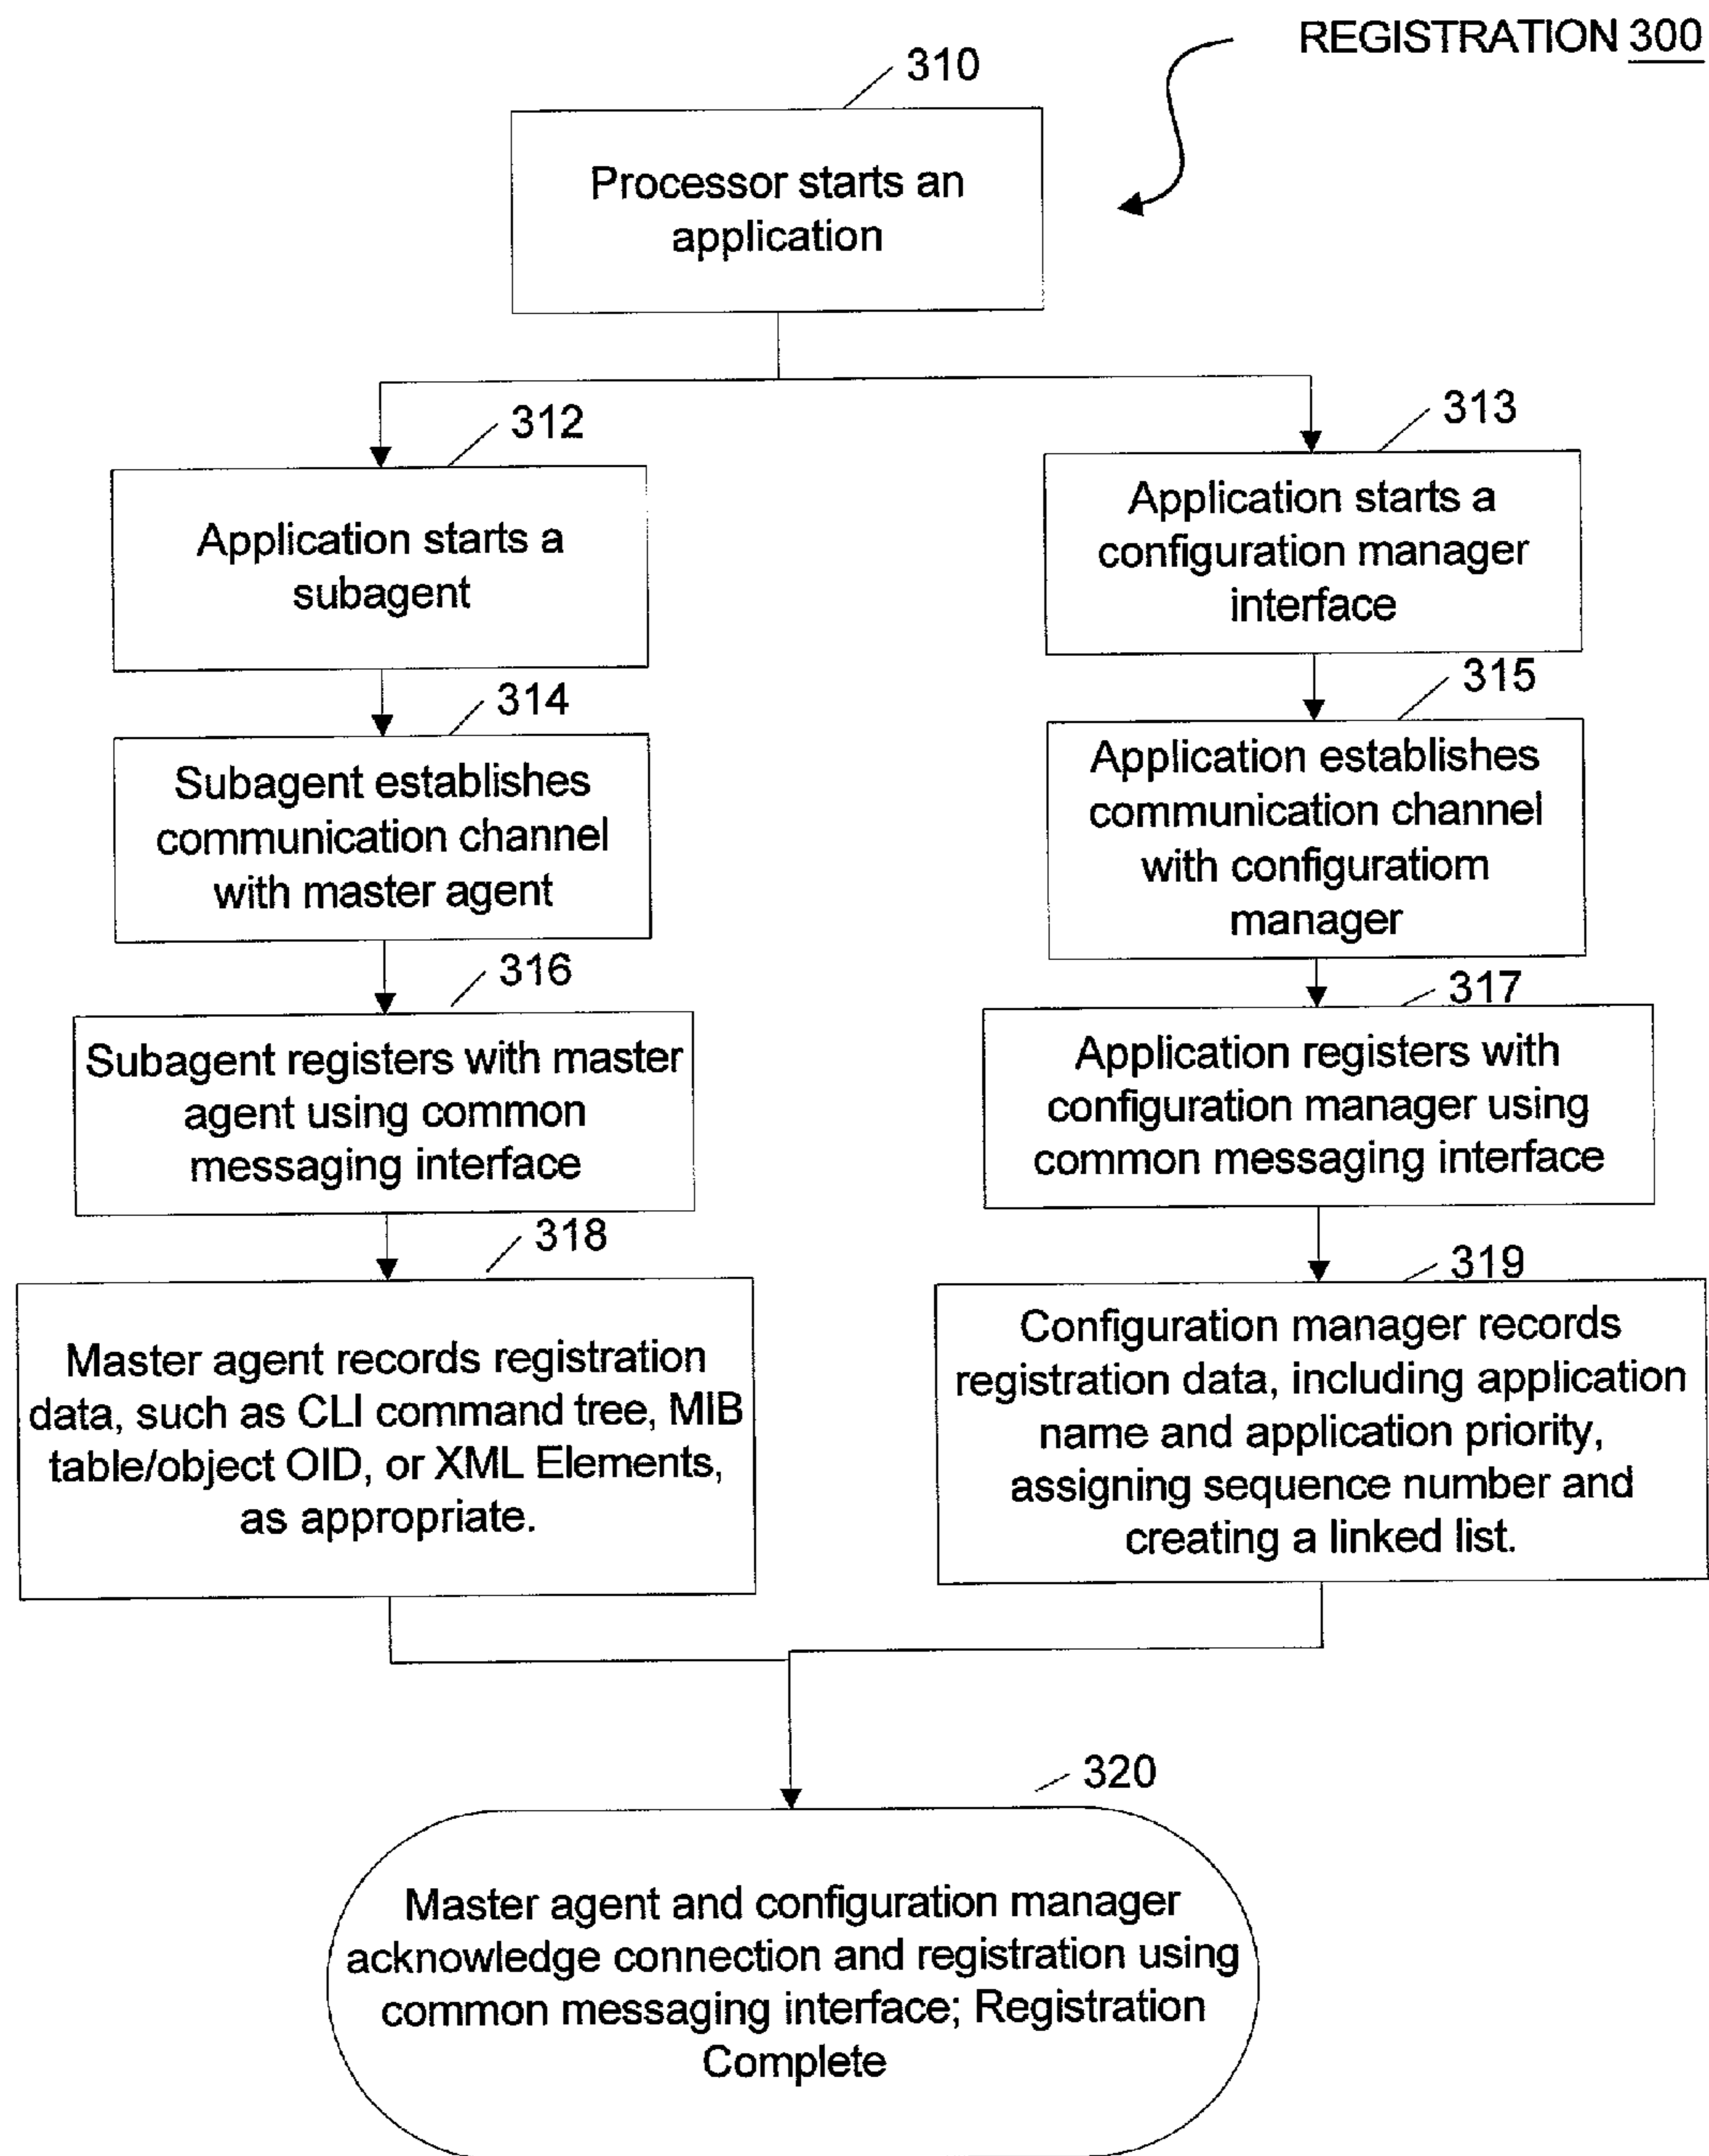 REGISTRATION 300
310
Processor starts an
application
312
Application starts a
subagent
313
Application starts a
configuration manager
interface
314
Subagent establishes
communication channel
with master agent
315
Application establishes
communication channel
with configuratiom
manager
316
Subagent registers with master
agent using common
messaging interface
317
Application registers with
configuration manager using
common messaging interface
318
Master agent records registration
data, such as CLI command tree, MIB
table/object OID, or XML Elements,
as appropriate.
319
Configuration manager records
registration data, including application
name and application priority,
assigning sequence number and
creating a linked list.
320
Master agent and configuration manager
acknowledge connection and registration using
common messaging interface; Registration
Complete